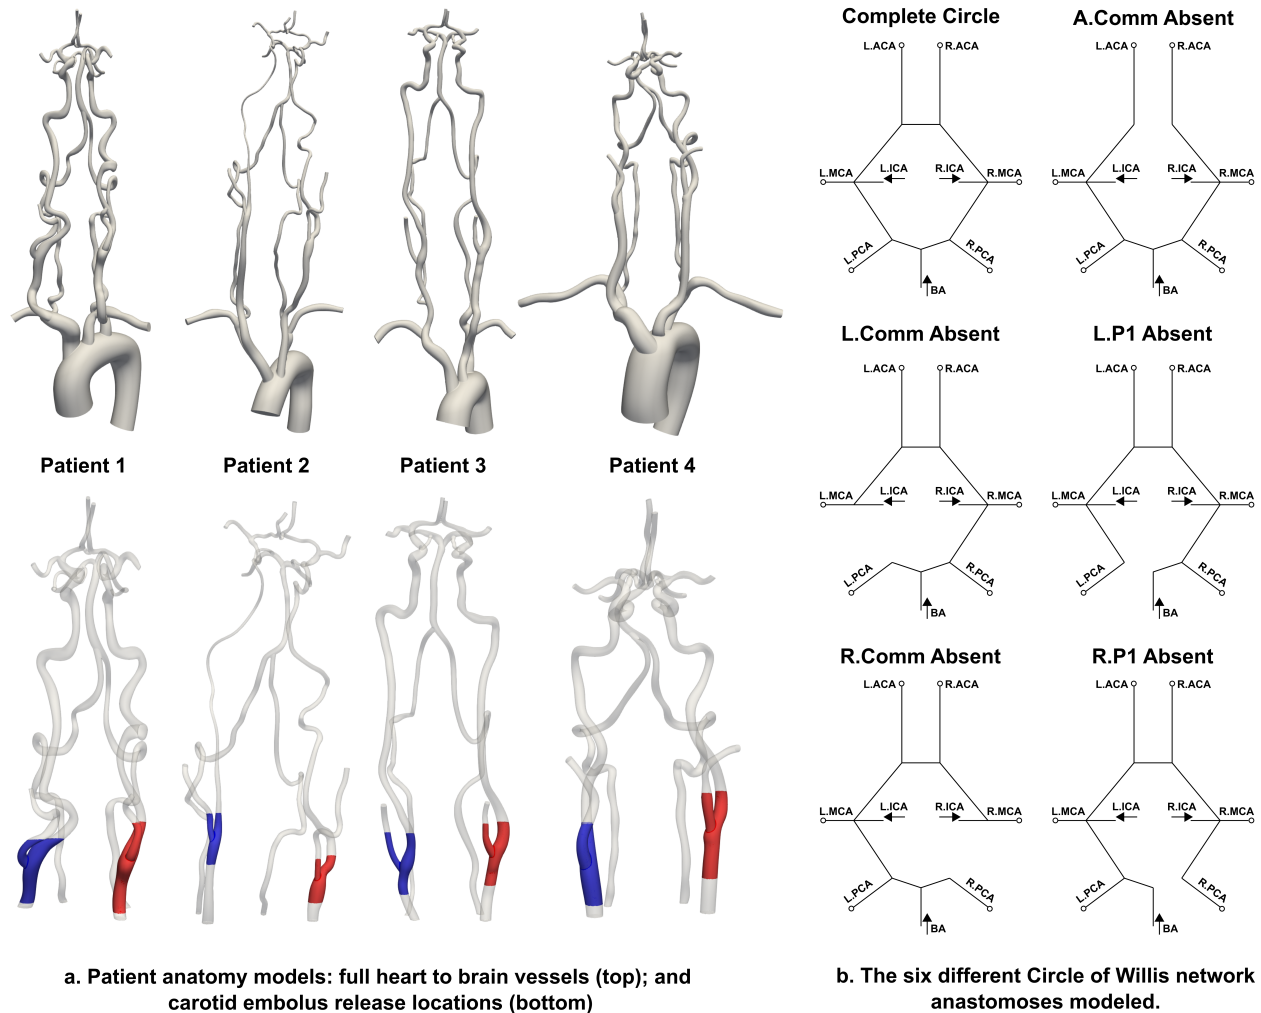 Patient 1
Patient 2
Patient 3
Patient 4
a. Patient anatomy models: full heart to brain vessels (top); and
carotid embolus release locations (bottom)
Complete Circle
L.ACA
R.ACA
L.MCA
L.ICA
R.ICA
R.MCA
L.PCA
R.PCA
BA
A.Comm Absent
L.ACA
R.ACA
L.MCA
L.ICA
R.ICA
R.MCA
L.PCA
R.PCA
BA
L.Comm Absent
L.ACA
R.ACA
L.MCA
L.ICA
R.ICA
R.MCA
L.PCA
R.PCA
BA
L.P1 Absent
L.ACA
R.ACA
L.MCA
L.ICA
R.ICA
R.MCA
L.PCA
R.PCA
BA
R.Comm Absent
L.ACA
R.ACA
L.MCA
L.ICA
R.ICA
R.MCA
L.PCA
R.PCA
BA
R.P1 Absent
L.ACA
R.ACA
L.MCA
L.ICA
R.ICA
R.MCA
L.PCA
R.PCA
BA
b. The six different Circle of Willis network
anastomoses modeled.